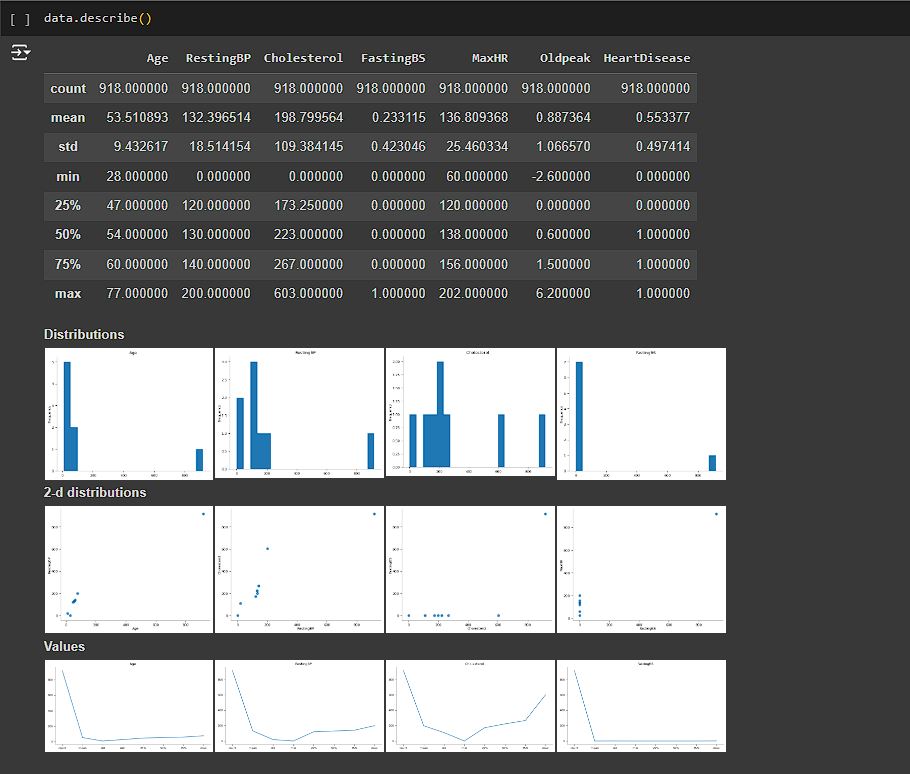 [ ] data.describe()
Age RestingBP Cholesterol FastingBS MaxHR Oldpeak HeartDisease
count 918.000000 918.000000 918.000000 918.000000 918.000000 918.000000 918.000000
mean 53.510893 132.396514 198.799564 0.233115 136.809368 0.887364 0.553377
std 9.432617 18.514154 109.384145 0.423046 25.460334 1.066570 0.497414
min 28.000000 0.000000 0.000000 0.000000 60.000000 -2.600000 0.000000
25% 47.000000 120.000000 173.250000 0.000000 120.000000 0.000000 0.000000
50% 54.000000 130.000000 223.000000 0.000000 138.000000 0.600000 1.000000
75% 60.000000 140.000000 267.000000 0.000000 156.000000 1.500000 1.000000
max 77.000000 200.000000 603.000000 1.000000 202.000000 6.200000 1.000000
Distributions
Age RestingBP Cholesterol FastingBS
2-d distributions
Age RestingBP Cholesterol FastingBS
Values
Age RestingBP Cholesterol FastingBS